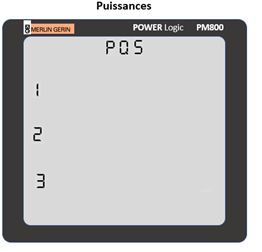 Puissances
MERLIN GERIN POWER Logic PM800
PQS
1
2
3